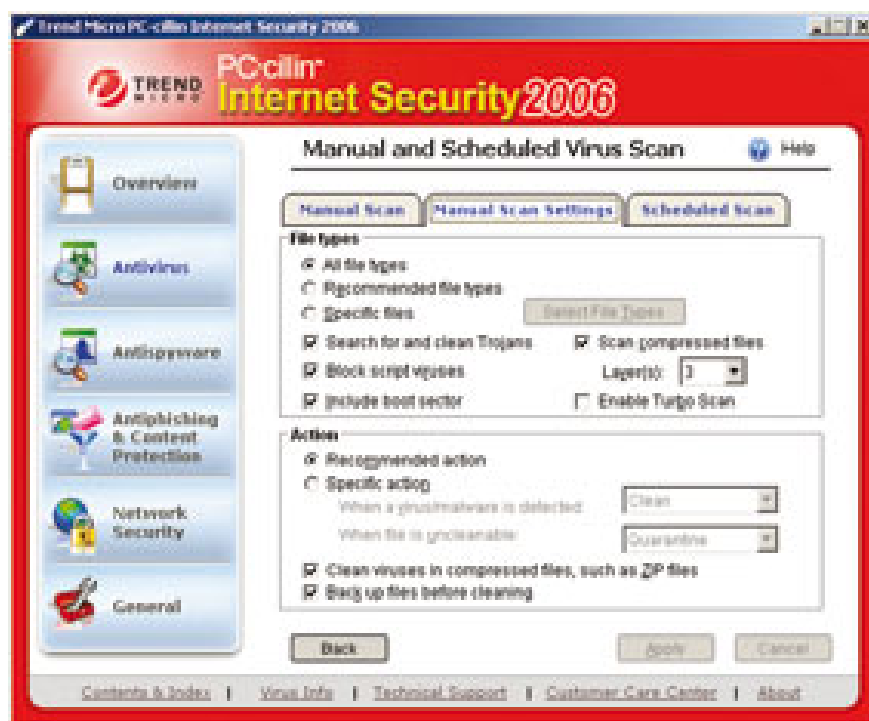 Trend Micro PC-cillin Internet Security 2006
TREND MICRO
PC-cillin
Internet Security 2006
Manual and Scheduled Virus Scan
Help
Overview
Antivirus
Antispyware
Antiphishing & Content Protection
Network Security
General
Manual Scan
Manual Scan Settings
Scheduled Scan
File types
All file types
Recommended file types
Specific files
Select File Types
Search for and clean Trojans
Scan compressed files
Block script viruses
Layer(s): 3
Include boot sector
Enable Turbo Scan
Action
Recommended action
Specific action
When a virus/malware is detected
Clean
When file is uncleanable
Quarantine
Clean viruses in compressed files, such as ZIP files
Back up files before cleaning
Back
Apply
Cancel
Contents & Index | Virus Info | Technical Support | Customer Care Center | About